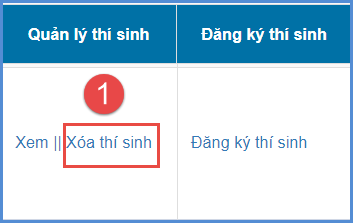 Quản lý thí sinh Đăng ký thí sinh
1
Xem || Xóa thí sinh Đăng ký thí sinh